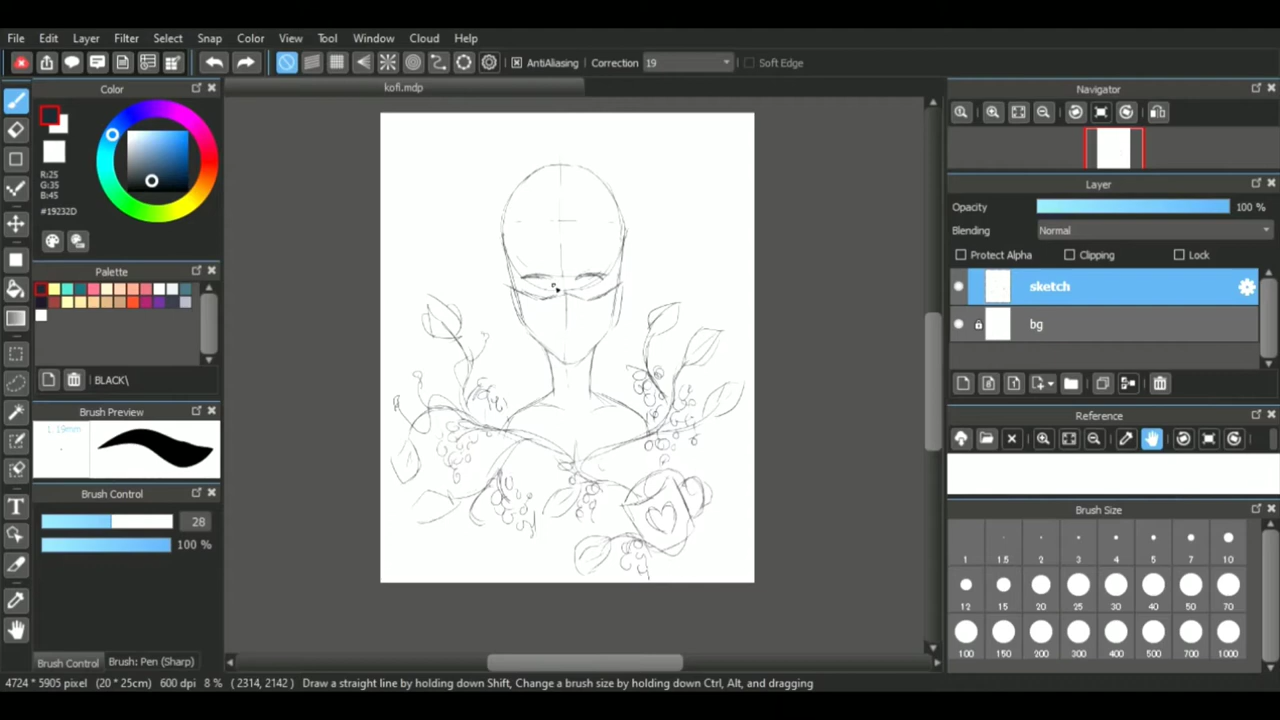 File Edit Layer Filter Select Snap Color View Tool Window Cloud Help
AntiAliasing Correction 19 Soft Edge
Color
kofi.mdp
Navigator
R:25
G:35
B:45
#19232D
Layer
Opacity 100 %
Blending Normal
Protect Alpha Clipping Lock
Palette
sketch
bg
BLACK\
Brush Preview
1.19mm
Reference
Brush Control
28
100 %
Brush Size
1 1.5 2 3 4 5 7 10
12 15 20 25 30 40 50 70
100 150 200 300 400 500 700 1000
Brush Control Brush: Pen (Sharp)
4724 * 5905 pixel (20 * 25cm) 600 dpi 8 % ( 2314, 2142 ) Draw a straight line by holding down Shift, Change a brush size by holding down Ctrl, Alt, and dragging